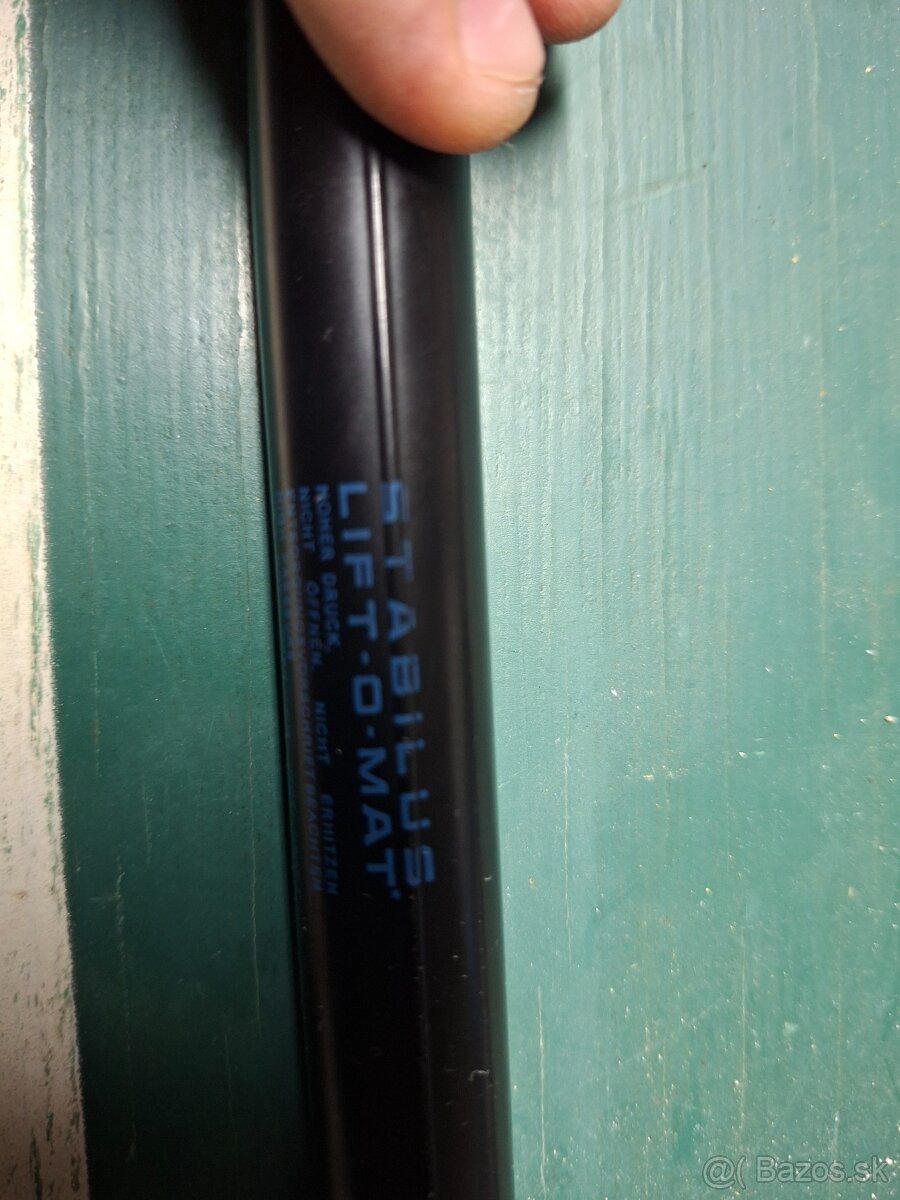 STABILUS
LIFT-O-MAT®
HOHER DRUCK,
NICHT ÖFFNEN. NICHT ERHITZEN
@( Bazos.sk